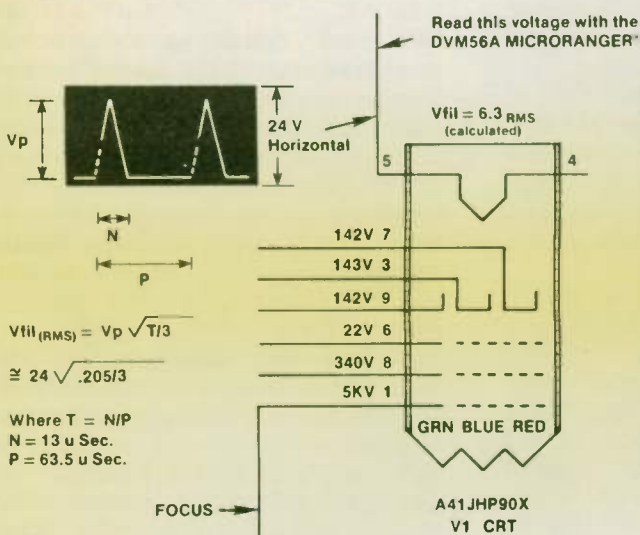 Read this voltage with the
DVM56A MICRORANGER"
Vp
24 V
Horizontal
Vfil = 6.3 RMS
(calculated)
5
4
N
P
142V 7
143V 3
142V 9
22V 6
340V 8
5KV 1
Vfil(RMS) = Vp √T/3
≅ 24 √.205/3
Where T = N/P
N = 13 u Sec.
P = 63.5 u Sec.
GRN BLUE RED
FOCUS
A41JHP90X
V1 CRT